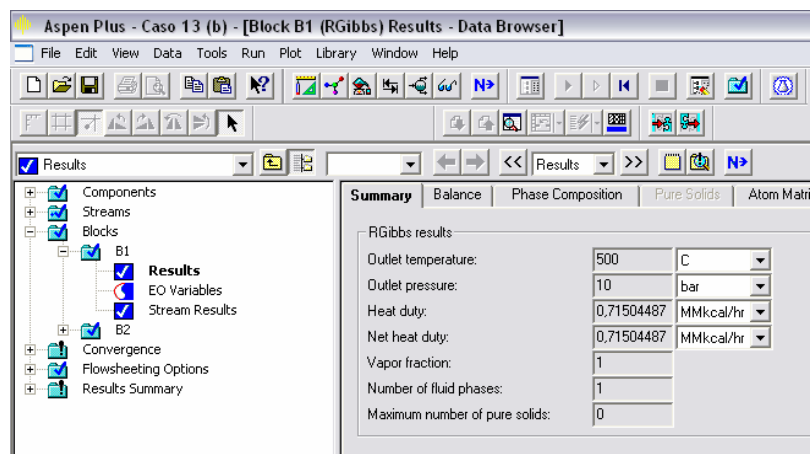 Aspen Plus - Caso 13 (b) - [Block B1 (RGibbs) Results - Data Browser]
File Edit View Data Tools Run Plot Library Window Help
N>
Results << Results >> N>
Components
Streams
Blocks
B1
Results
EO Variables
Stream Results
B2
Convergence
Flowsheeting Options
Results Summary
Summary Balance Phase Composition Pure Solids Atom Matri
RGibbs results
Outlet temperature: 500 C
Outlet pressure: 10 bar
Heat duty: 0,71504487 MMkcal/hr
Net heat duty: 0,71504487 MMkcal/hr
Vapor fraction: 1
Number of fluid phases: 1
Maximum number of pure solids: 0